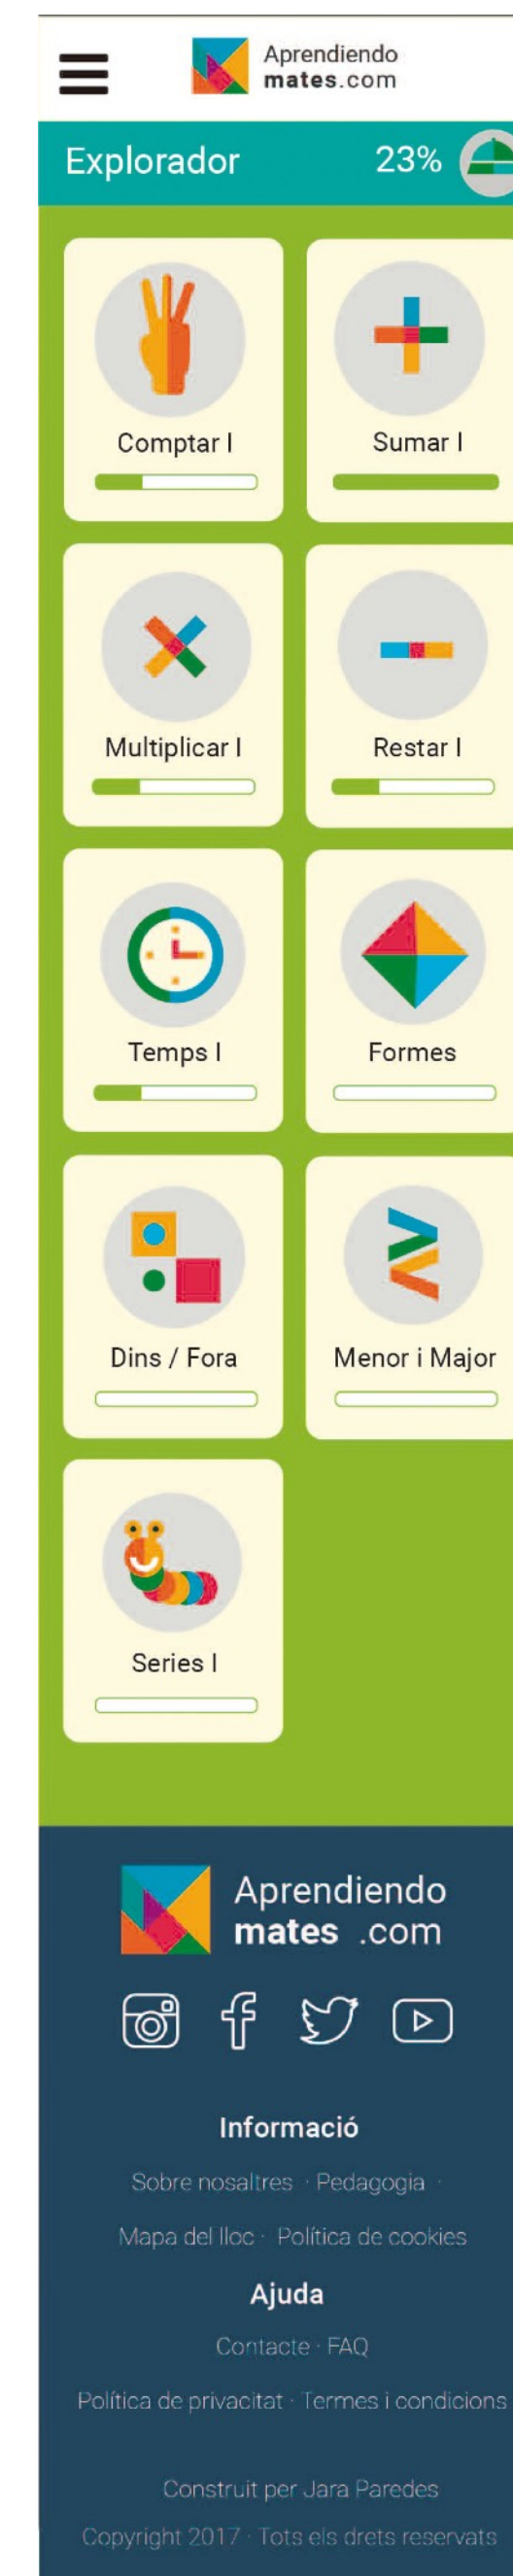 Aprendiendo
mates.com
Explorador 23%
Comptar I Sumar I
Multiplicar I Restar I
Temps I Formes
Dins / Fora Menor i Major
Series I
Aprendiendo
mates .com
Informació
Sobre nosaltres · Pedagogia ·
Mapa del lloc · Política de cookies
Ajuda
Contacte · FAQ
Política de privacitat · Termes i condicions
Construit per Jara Paredes
Copyright 2017 · Tots els drets reservats